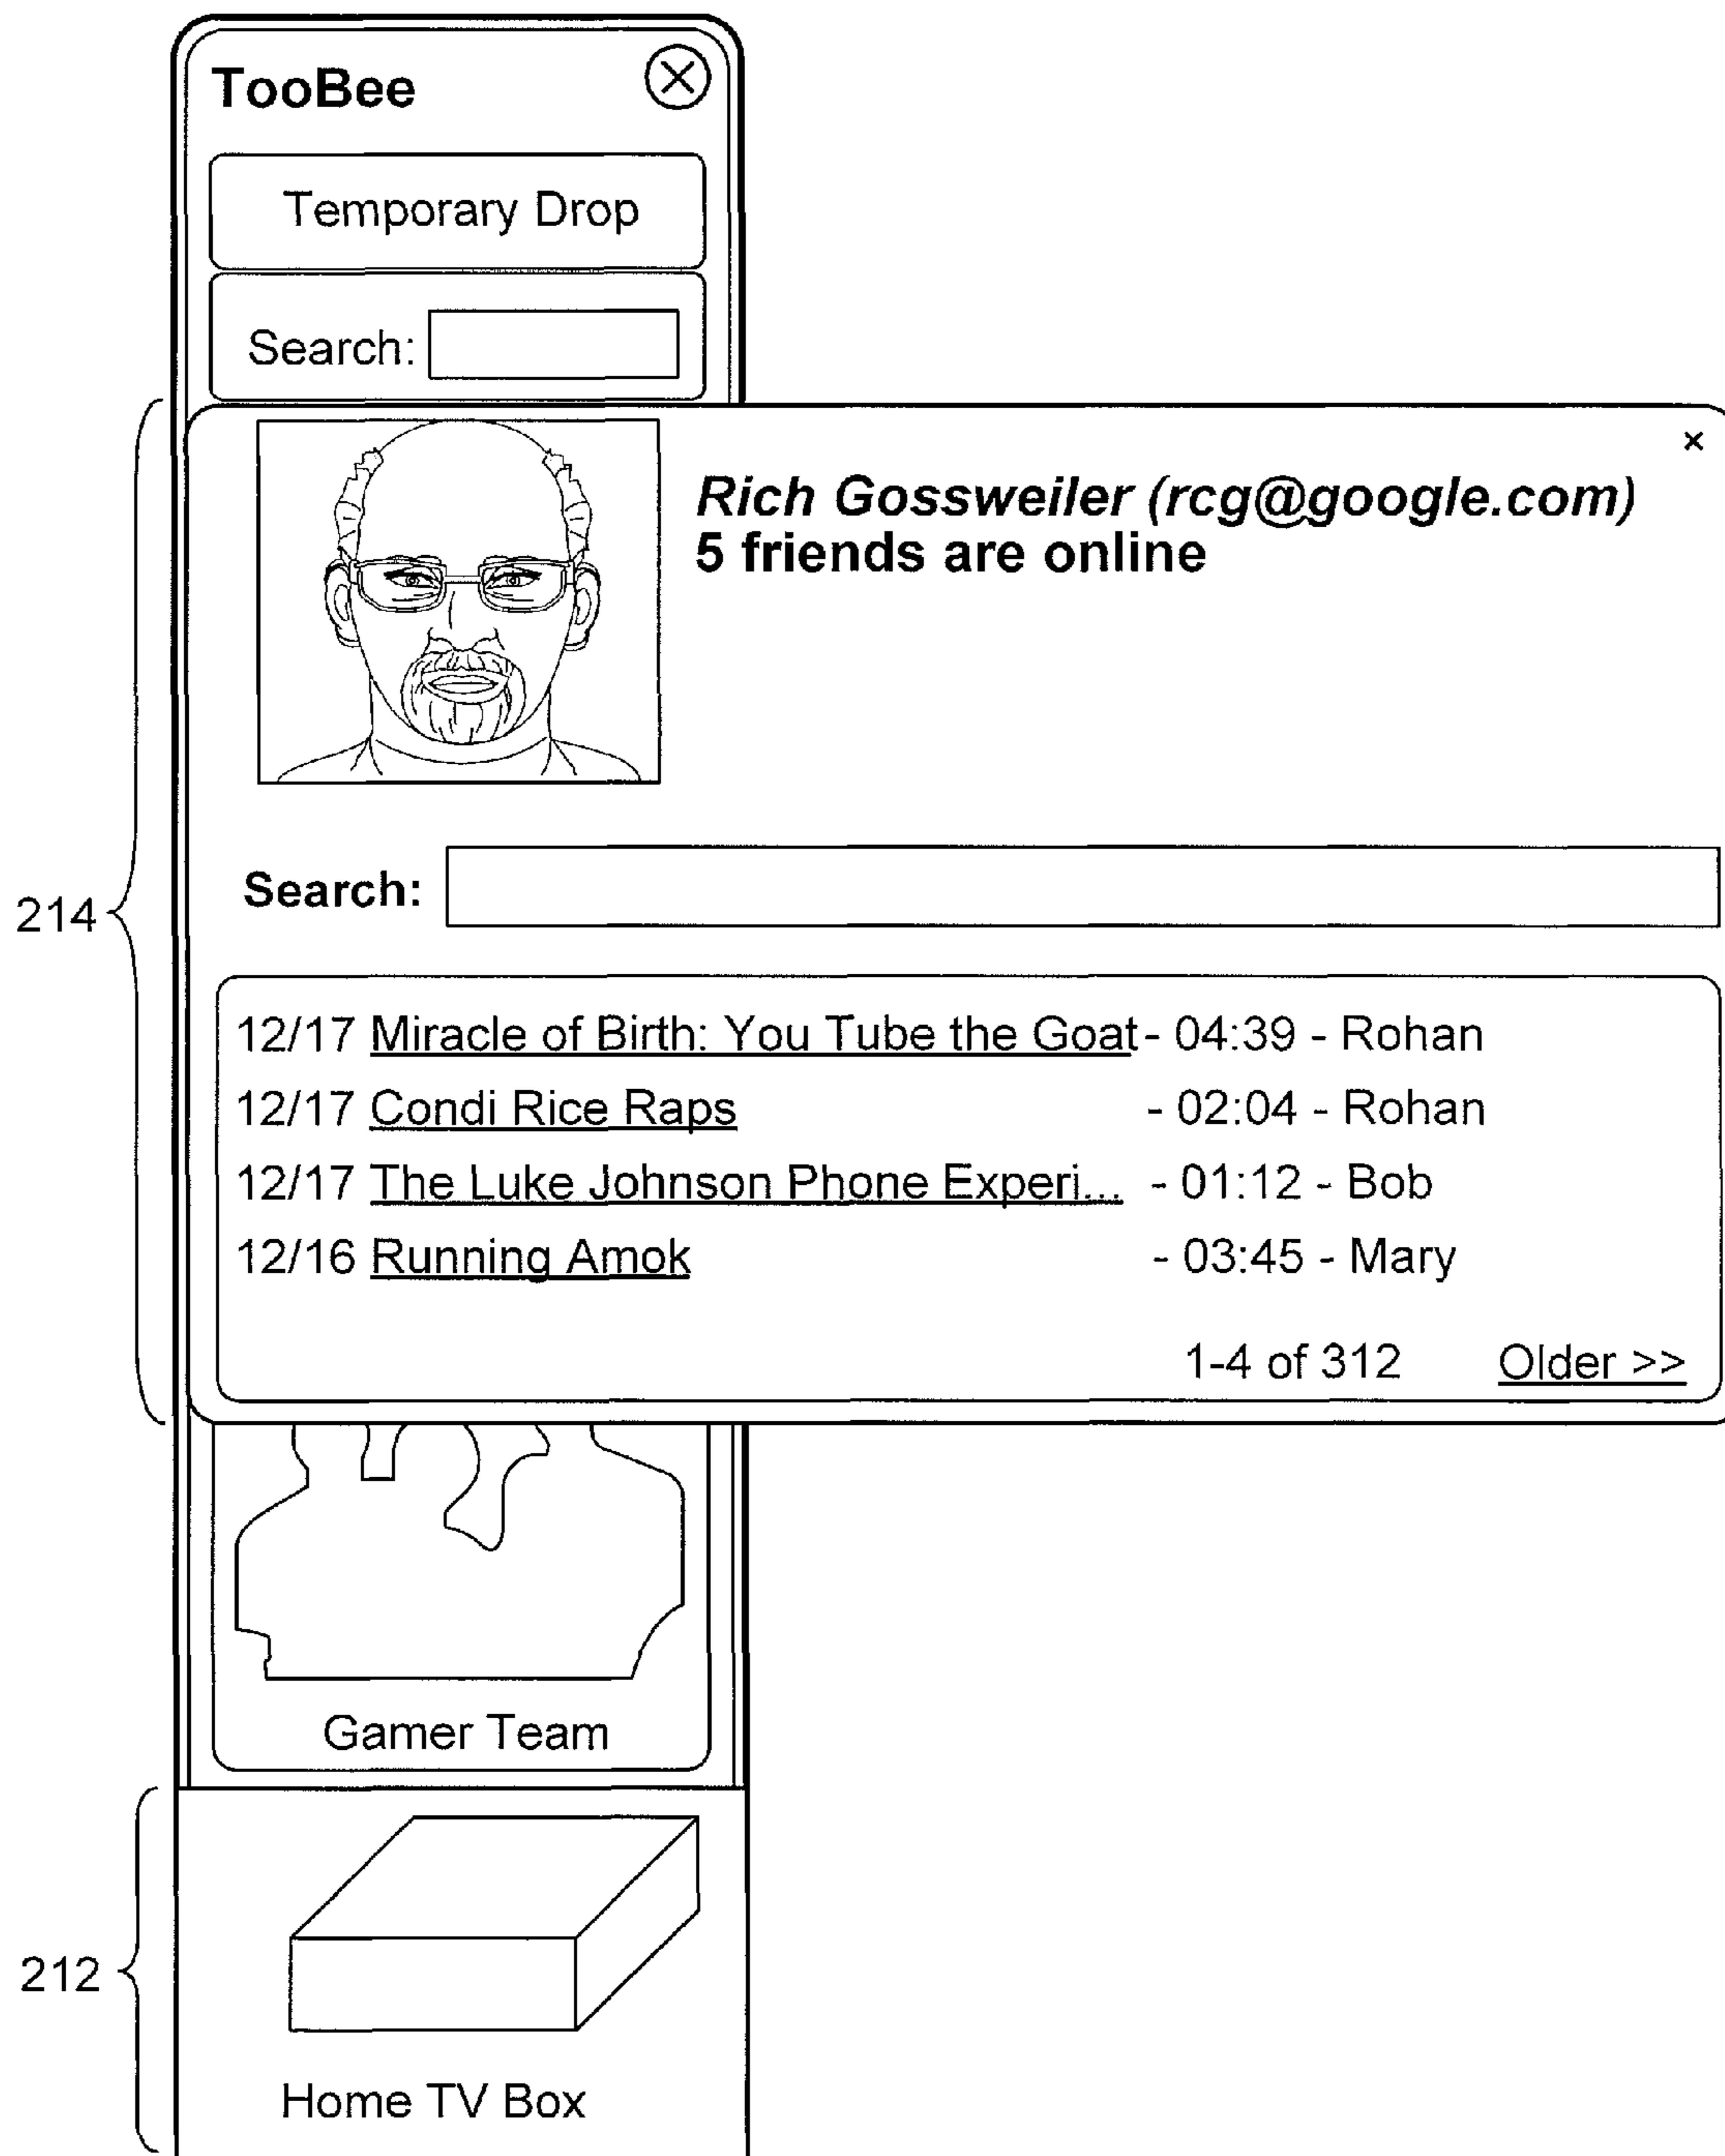 TooBee
Temporary Drop
Search:
Rich Gossweiler (rcg@google.com)
5 friends are online
214
Search:
12/17 Miracle of Birth: You Tube the Goat - 04:39 - Rohan
12/17 Condi Rice Raps - 02:04 - Rohan
12/17 The Luke Johnson Phone Experi... - 01:12 - Bob
12/16 Running Amok - 03:45 - Mary
1-4 of 312 Older >>
Gamer Team
212
Home TV Box